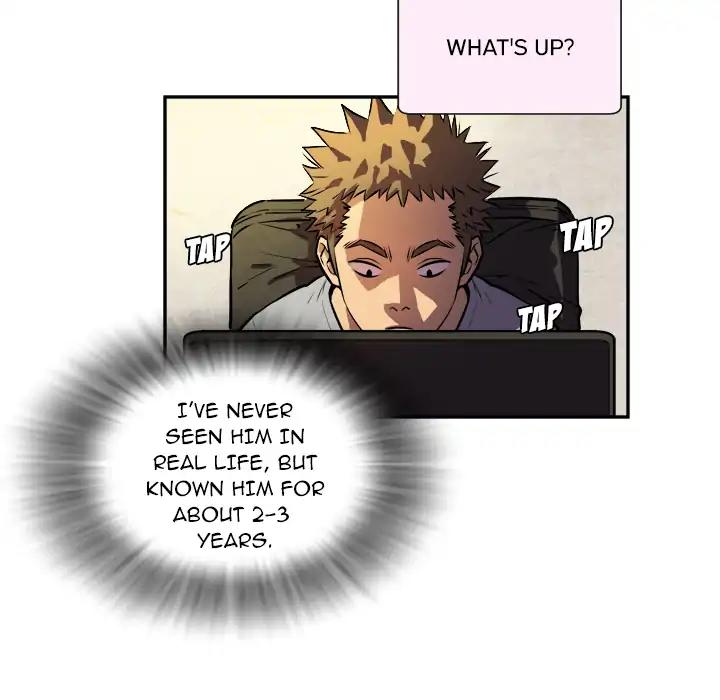 WHAT'S UP?
TAP
TAP
TAP
I'VE NEVER
SEEN HIM IN
REAL LIFE, BUT
KNOWN HIM FOR
ABOUT 2-3
YEARS.